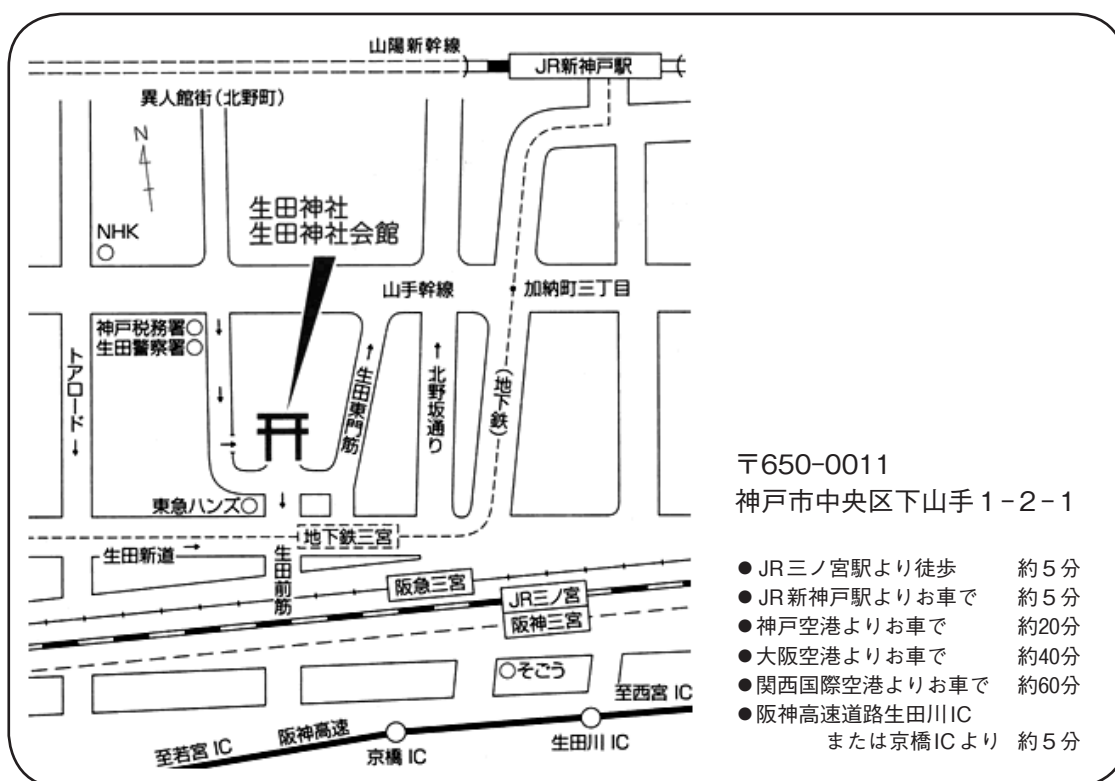 山陽新幹線
JR新神戸駅
異人館街(北野町)
N
生田神社
生田神社会館
NHK
山手幹線
加納町三丁目
神戸税務署
生田警察署
トアロード
生田東門筋
北野坂通り
(地下鉄)
東急ハンズ
地下鉄三宮
生田新道
生田前筋
阪急三宮
JR三ノ宮
阪神三宮
そごう
至西宮 IC
阪神高速
至若宮 IC
京橋 IC
生田川 IC
〒650-0011
神戸市中央区下山手1-2-1
●JR三ノ宮駅より徒歩 約5分
●JR新神戸駅よりお車で 約5分
●神戸空港よりお車で 約20分
●大阪空港よりお車で 約40分
●関西国際空港よりお車で 約60分
●阪神高速道路生田川IC
または京橋ICより 約5分